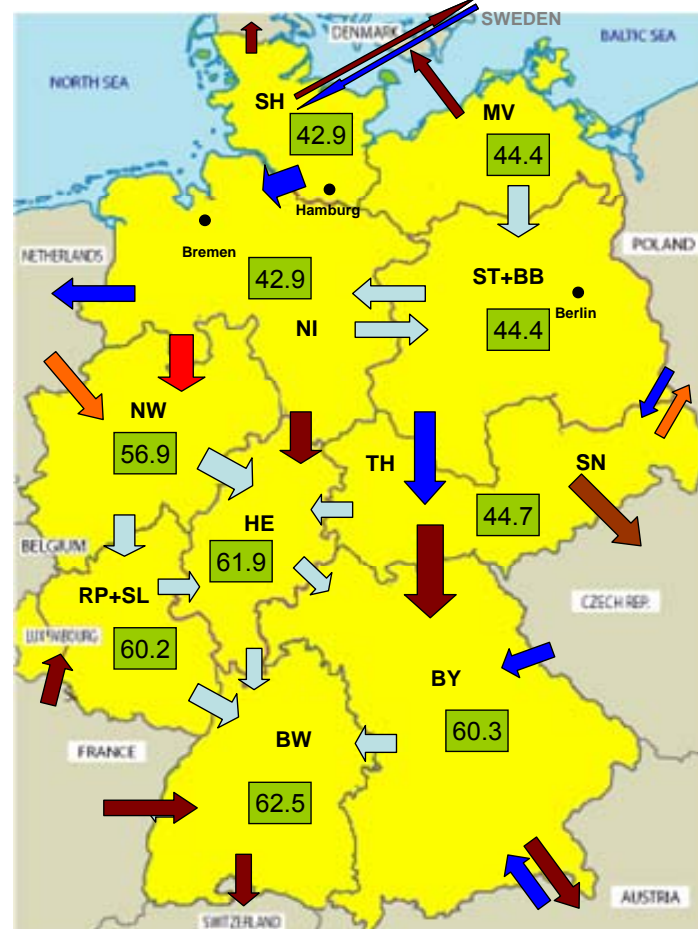 SWEDEN
DENMARK
BALTIC SEA
NORTH SEA
SH
MV
42.9
44.4
Hamburg
Bremen
NETHERLANDS
POLAND
42.9
ST+BB
Berlin
NI
44.4
NW
56.9
TH
SN
HE
44.7
BELGIUM
61.9
RP+SL
CZECH REP.
LUXEMBOURG
60.2
BY
BW
60.3
FRANCE
62.5
AUSTRIA
SWITZERLAND